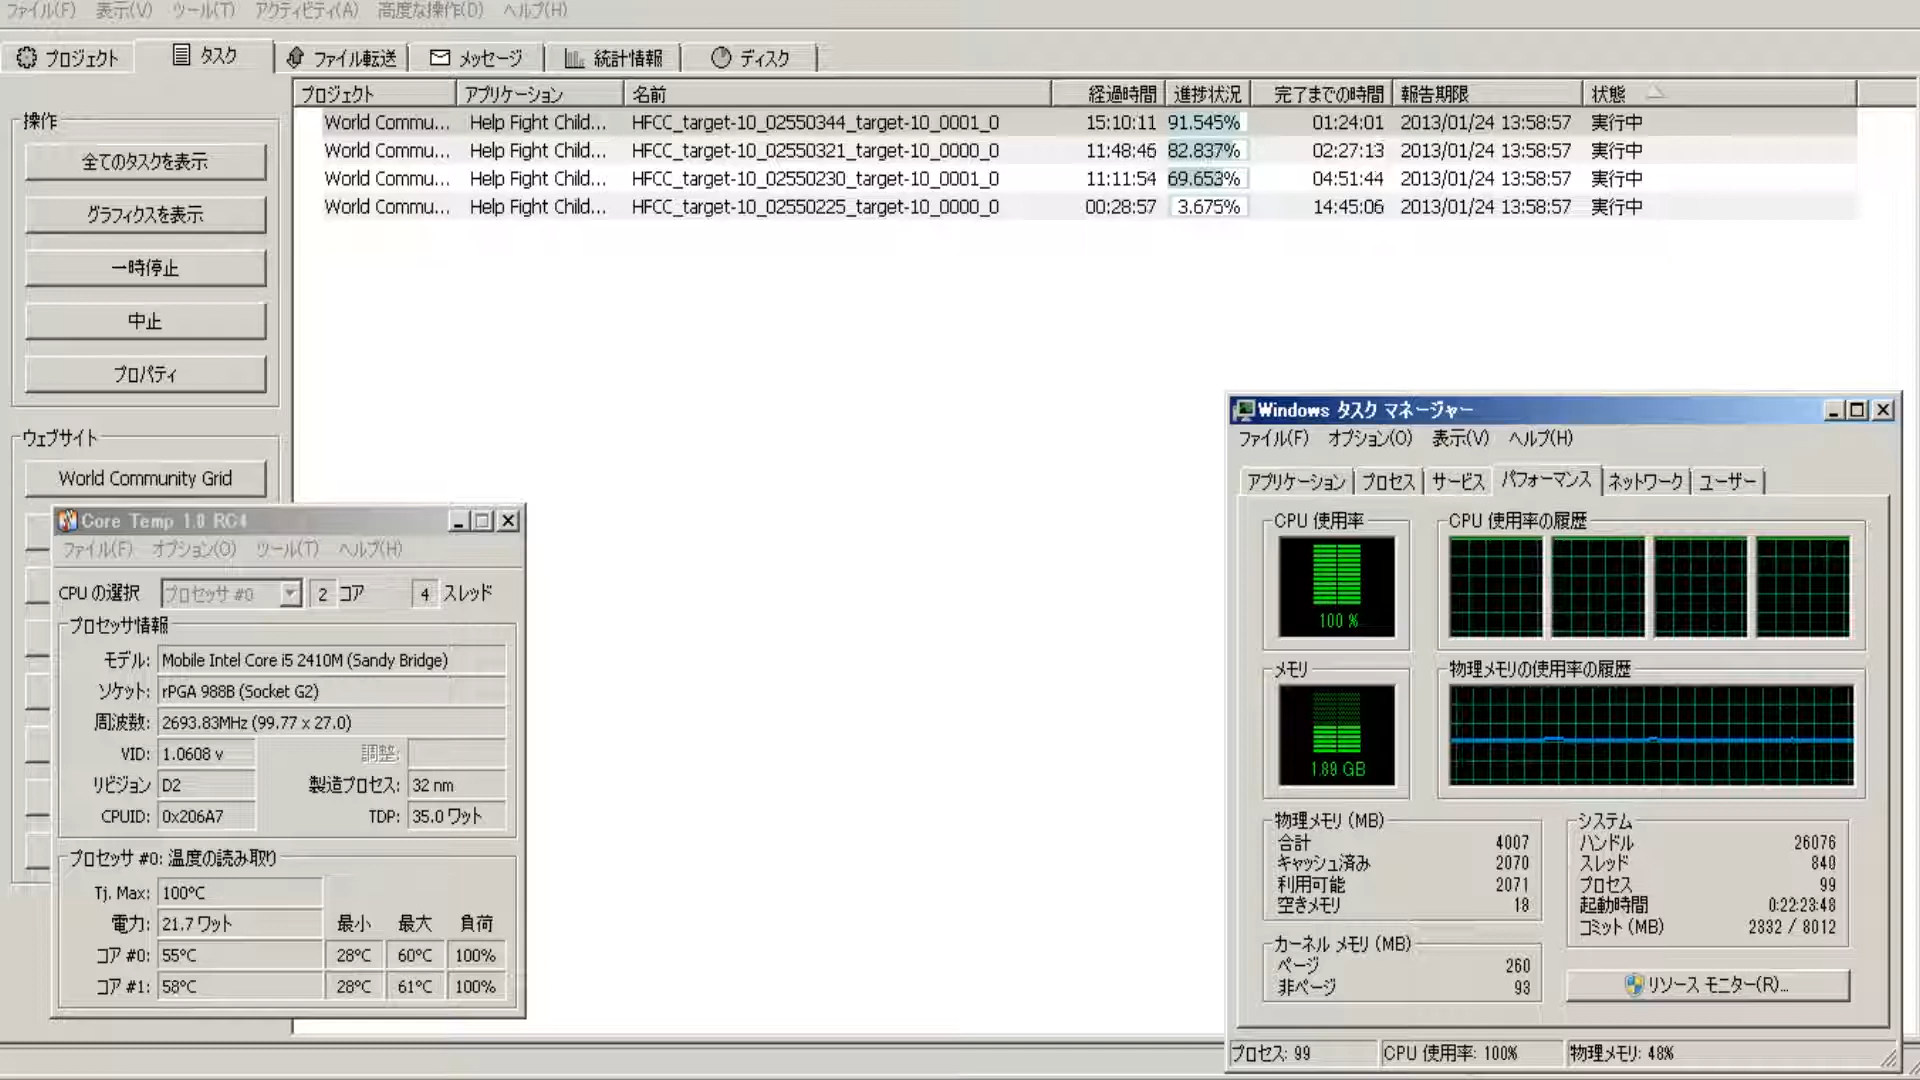 ファイル(F) 表示(V) ツール(T) アクティビティ(A) 高度な操作(D) ヘルプ(H)
プロジェクト タスク ファイル転送 メッセージ 統計情報 ディスク
操作
全てのタスクを表示
グラフィクスを表示
一時停止
中止
プロパティ
ウェブサイト
World Community Grid
プロジェクト アプリケーション 名前 経過時間 進捗状況 完了までの時間 報告期限 状態
World Commu... Help Fight Child... HFCC_target-10_02550344_target-10_0001_0 15:10:11 91.545% 01:24:01 2013/01/24 13:58:57 実行中
World Commu... Help Fight Child... HFCC_target-10_02550321_target-10_0000_0 11:48:46 82.837% 02:27:13 2013/01/24 13:58:57 実行中
World Commu... Help Fight Child... HFCC_target-10_02550230_target-10_0001_0 11:11:54 69.653% 04:51:44 2013/01/24 13:58:57 実行中
World Commu... Help Fight Child... HFCC_target-10_02550225_target-10_0000_0 00:28:57 3.675% 14:45:06 2013/01/24 13:58:57 実行中
Core Temp 1.0 RC4
ファイル(F) オプション(O) ツール(T) ヘルプ(H)
CPU の選択 プロセッサ #0 2 コア 4 スレッド
プロセッサ情報
モデル: Mobile Intel Core i5 2410M (Sandy Bridge)
ソケット: rPGA 988B (Socket G2)
周波数: 2693.83MHz (99.77 x 27.0)
VID: 1.0608 v 調整:
リビジョン D2 製造プロセス: 32 nm
CPUID: 0x206A7 TDP: 35.0 ワット
プロセッサ #0: 温度の読み取り
Tj. Max: 100°C
電力: 21.7 ワット 最小 最大 負荷
コア #0: 55°C 28°C 60°C 100%
コア #1: 58°C 28°C 61°C 100%
Windows タスク マネージャー
ファイル(F) オプション(O) 表示(V) ヘルプ(H)
アプリケーション プロセス サービス パフォーマンス ネットワーク ユーザー
CPU 使用率 CPU 使用率の履歴
100 %
メモリ 物理メモリの使用率の履歴
1.89 GB
物理メモリ (MB)
合計 4007
キャッシュ済み 2070
利用可能 2071
空きメモリ 18
カーネル メモリ (MB)
ページ 260
非ページ 93
システム
ハンドル 26076
スレッド 840
プロセス 99
起動時間 0:22:23:48
コミット (MB) 2332 / 8012
リソース モニター(R)...
プロセス: 99 CPU 使用率: 100% 物理メモリ: 48%